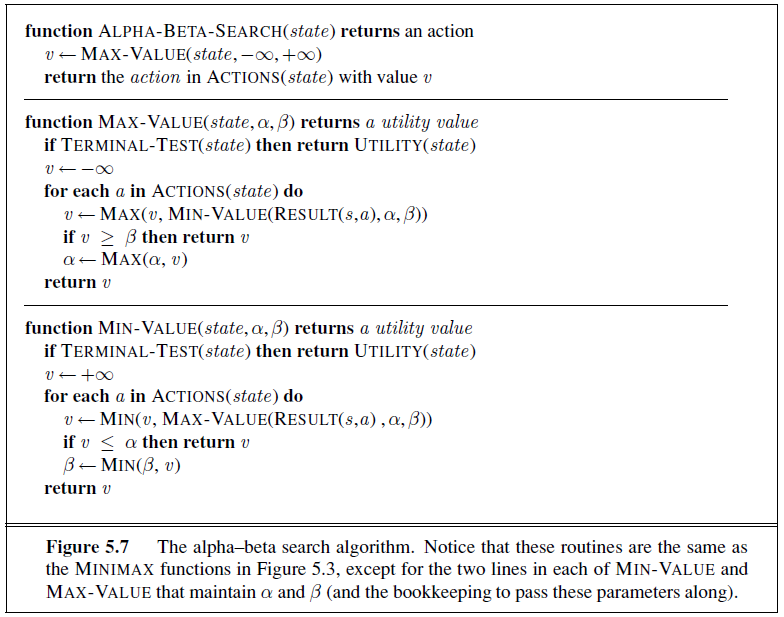 function ALPHA-BETA-SEARCH(state) returns an action
v ← MAX-VALUE(state, −∞, +∞)
return the action in ACTIONS(state) with value v
function MAX-VALUE(state, α, β) returns a utility value
if TERMINAL-TEST(state) then return UTILITY(state)
v ← −∞
for each a in ACTIONS(state) do
v ← MAX(v, MIN-VALUE(RESULT(s,a), α, β))
if v ≥ β then return v
α ← MAX(α, v)
return v
function MIN-VALUE(state, α, β) returns a utility value
if TERMINAL-TEST(state) then return UTILITY(state)
v ← +∞
for each a in ACTIONS(state) do
v ← MIN(v, MAX-VALUE(RESULT(s,a) , α, β))
if v ≤ α then return v
β ← MIN(β, v)
return v
Figure 5.7 The alpha–beta search algorithm. Notice that these routines are the same as
the MINIMAX functions in Figure 5.3, except for the two lines in each of MIN-VALUE and
MAX-VALUE that maintain α and β (and the bookkeeping to pass these parameters along).